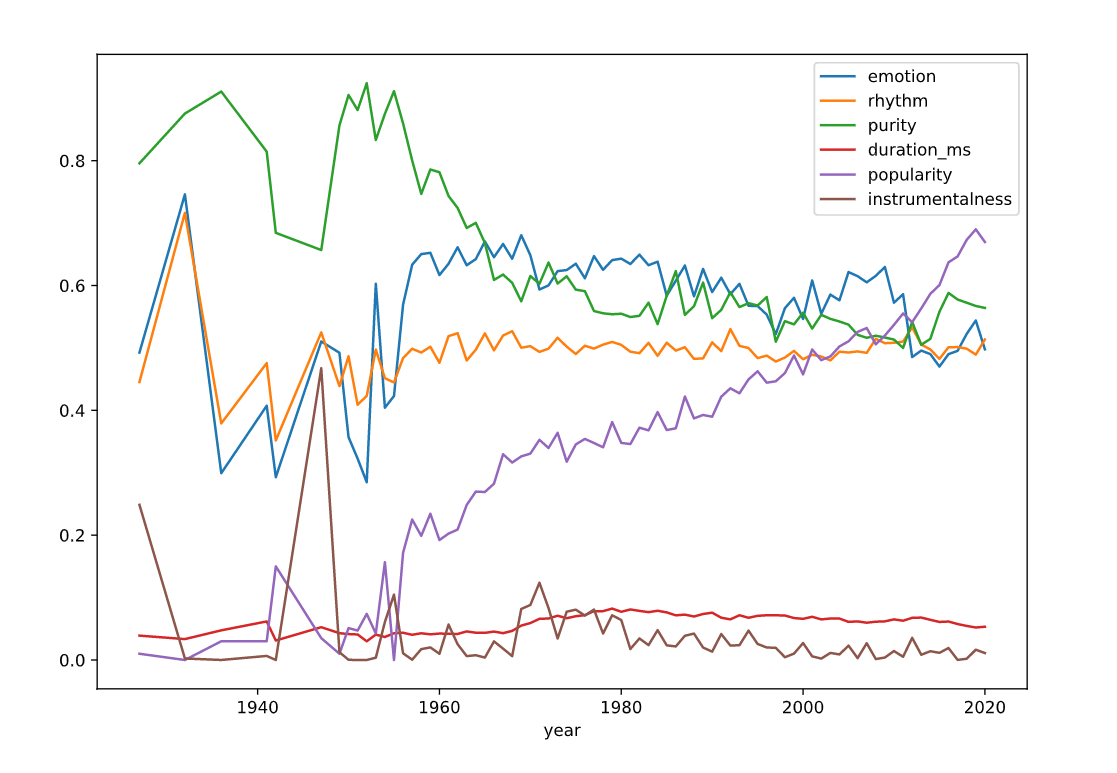 emotion
rhythm
purity
duration_ms
popularity
instrumentalness
0.8
0.6
0.4
0.2
0.0
1940 1960 1980 2000 2020
year